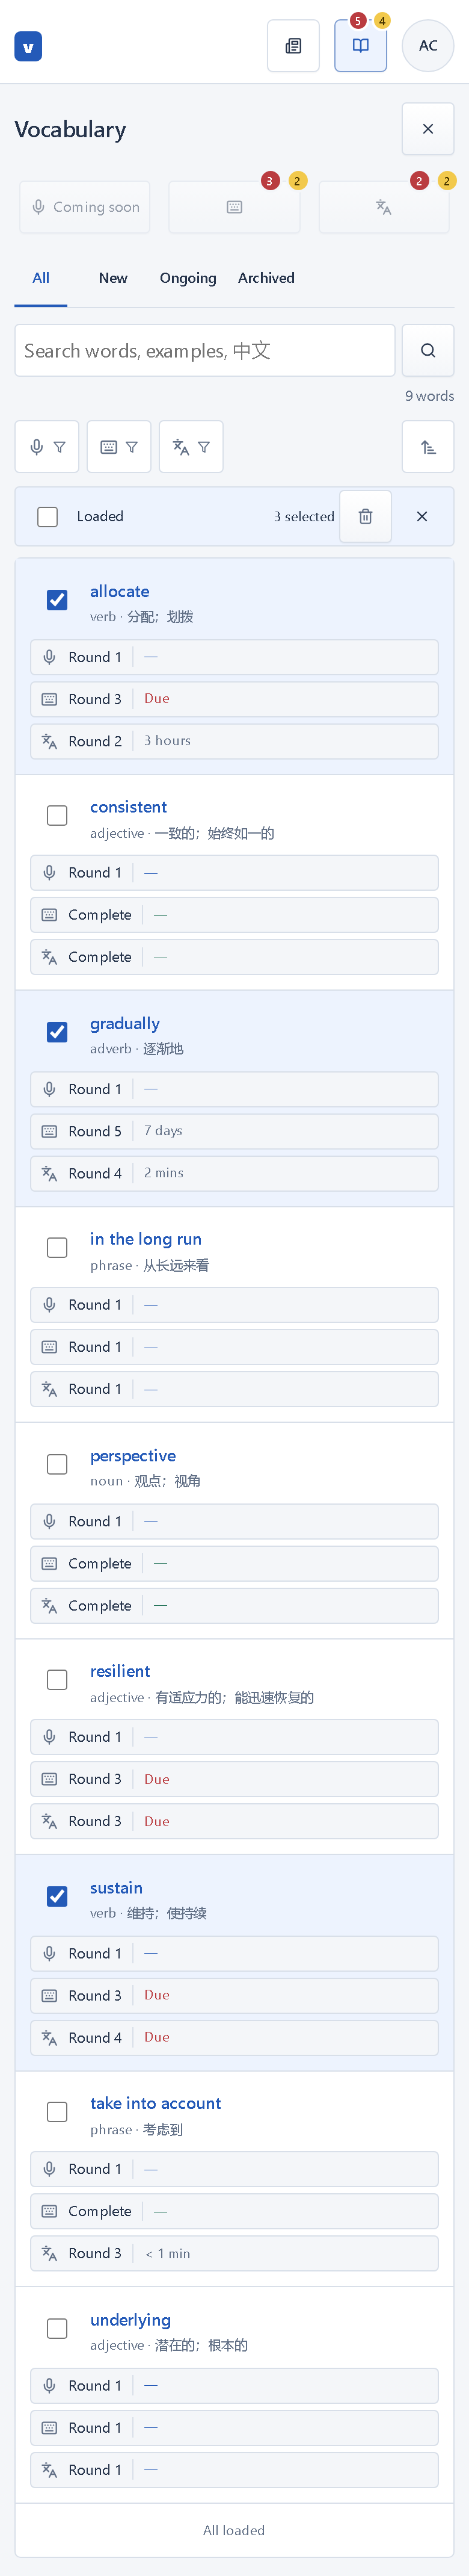 v
5
4
AC
Vocabulary
3
2
2
2
Coming soon
All New Ongoing Archived
Search words, examples, 中文
9 words
Loaded 3 selected
allocate
verb · 分配；划拨
Round 1 —
Round 3 Due
Round 2 3 hours
consistent
adjective · 一致的；始终如一的
Round 1 —
Complete —
Complete —
gradually
adverb · 逐渐地
Round 1 —
Round 5 7 days
Round 4 2 mins
in the long run
phrase · 从长远来看
Round 1 —
Round 1 —
Round 1 —
perspective
noun · 观点；视角
Round 1 —
Complete —
Complete —
resilient
adjective · 有适应力的；能迅速恢复的
Round 1 —
Round 3 Due
Round 3 Due
sustain
verb · 维持；使持续
Round 1 —
Round 3 Due
Round 4 Due
take into account
phrase · 考虑到
Round 1 —
Complete —
Round 3 < 1 min
underlying
adjective · 潜在的；根本的
Round 1 —
Round 1 —
Round 1 —
All loaded